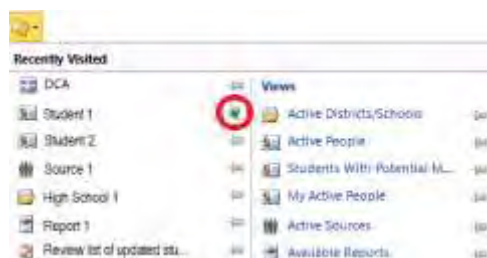 Recently Visited
DCA
Student 1
Student 2
Source 1
High School 1
Report 1
Review list of updated stu...
Views
Active Districts/Schools
Active People
Students With Potential M...
My Active People
Active Sources
Available Reports